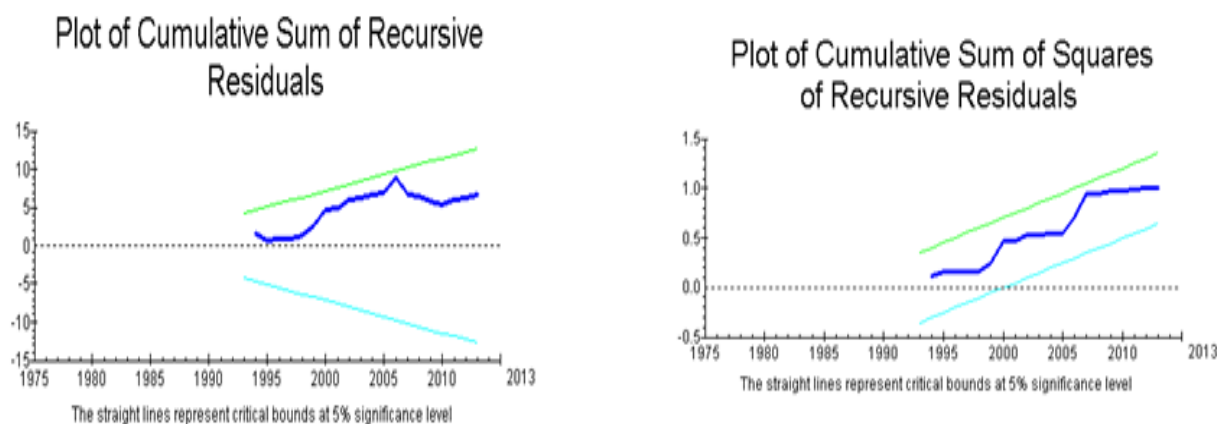 Plot of Cumulative Sum of Recursive
Residuals
15
10
5
0
-5
-10
-15
1975 1980 1985 1990 1995 2000 2005 2010 2013
The straight lines represent critical bounds at 5% significance level
Plot of Cumulative Sum of Squares
of Recursive Residuals
1.5
1.0
0.5
0.0
-0.5
1975 1980 1985 1990 1995 2000 2005 2010 2013
The straight lines represent critical bounds at 5% significance level